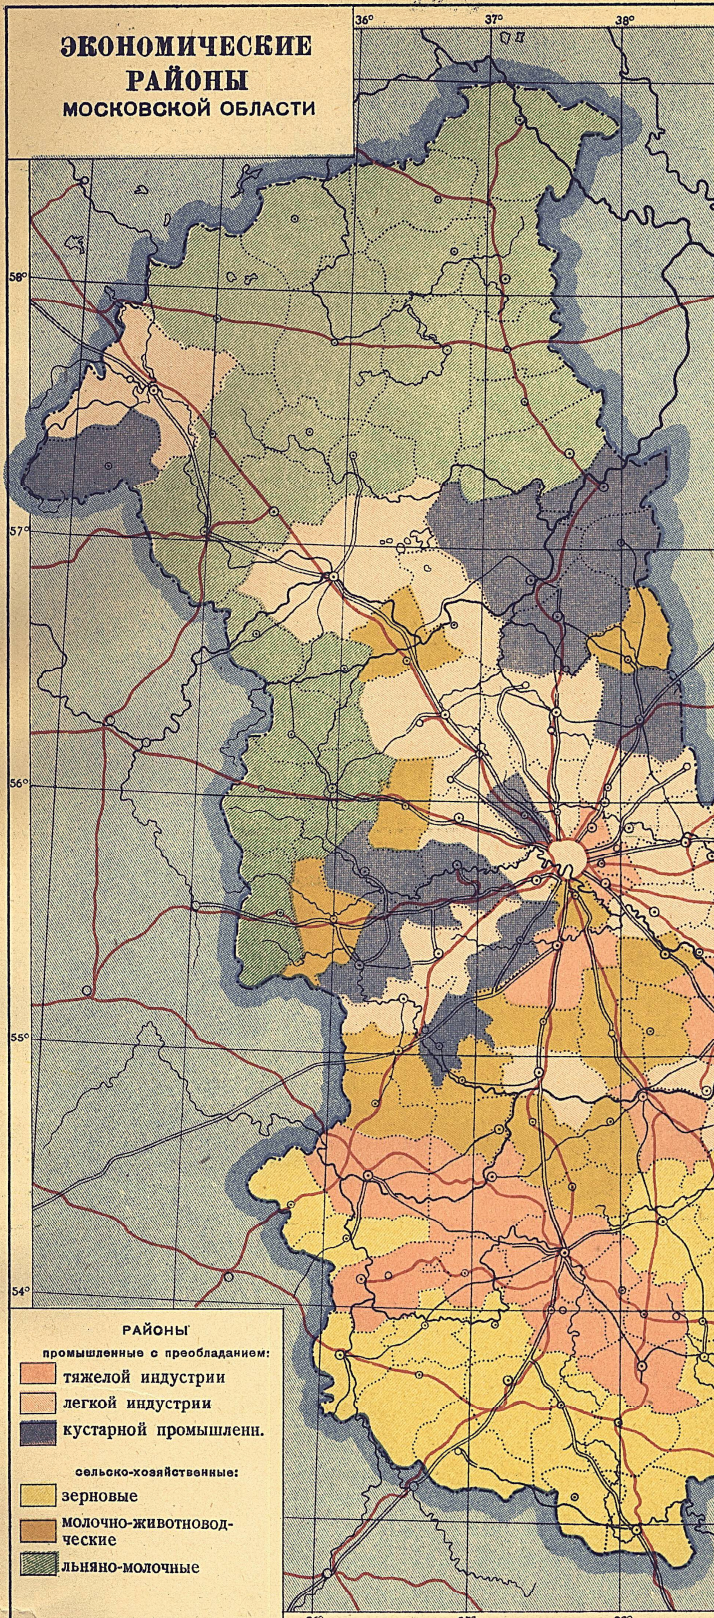 ЭКОНОМИЧЕСКИЕ
РАЙОНЫ
МОСКОВСКОЙ ОБЛАСТИ
36° 37° 38°
58°
57°
56°
55°
54°
РАЙОНЫ
промышленные с преобладанием:
тяжелой индустрии
легкой индустрии
кустарной промышленн.
сельско-хозяйственные:
зерновые
молочно-животновод-
ческие
льняно-молочные